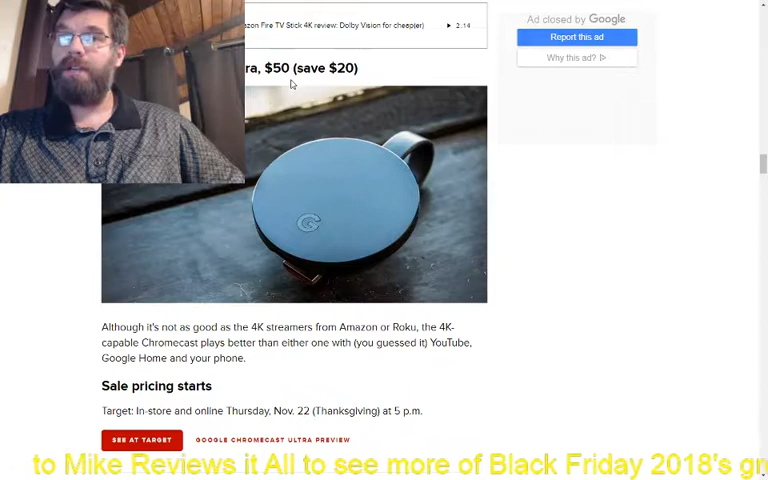 zon Fire TV Stick 4K review: Dolby Vision for cheap(er)
2:14
Ad closed by Google
Report this ad
Why this ad?
ra, $50 (save $20)
G
Although it's not as good as the 4K streamers from Amazon or Roku, the 4K-
capable Chromecast plays better than either one with (you guessed it) YouTube,
Google Home and your phone.
Sale pricing starts
Target: In-store and online Thursday, Nov. 22 (Thanksgiving) at 5 p.m.
SEE AT TARGET
GOOGLE CHROMECAST ULTRA PREVIEW
to Mike Reviews it All to see more of Black Friday 2018's gr